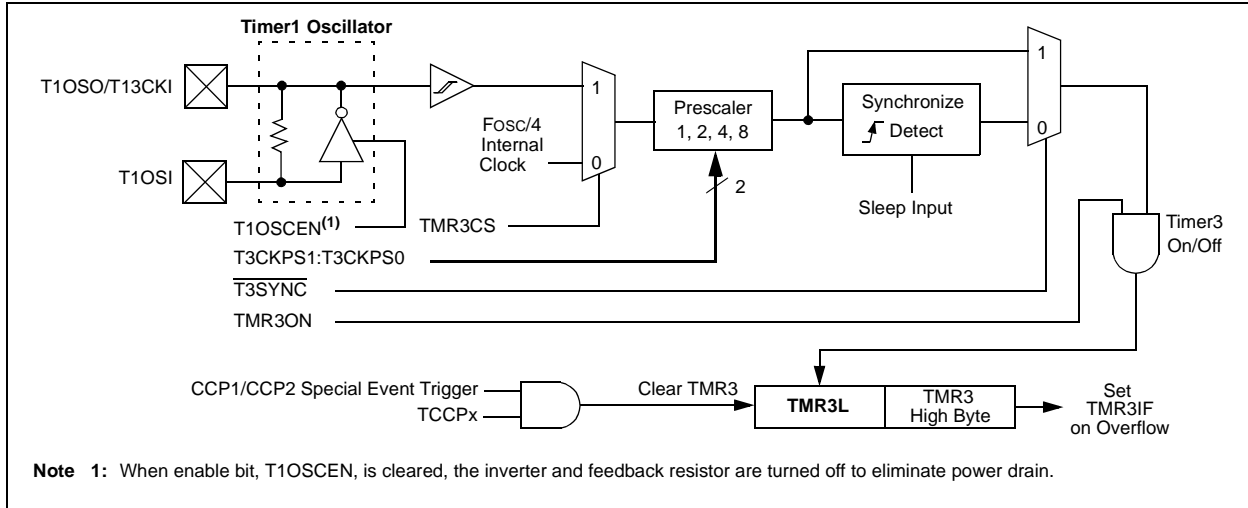 Timer1 Oscillator
T1OSO/T13CKI
T1OSI
T1OSCEN(1)
FOSC/4
Internal
Clock
1
0
TMR3CS
Prescaler
1, 2, 4, 8
2
Synchronize
Detect
Sleep Input
1
0
T3CKPS1:T3CKPS0
T3SYNC
TMR3ON
Timer3
On/Off
CCP1/CCP2 Special Event Trigger
TCCPx
Clear TMR3
TMR3L
TMR3
High Byte
Set
TMR3IF
on Overflow
Note 1: When enable bit, T1OSCEN, is cleared, the inverter and feedback resistor are turned off to eliminate power drain.